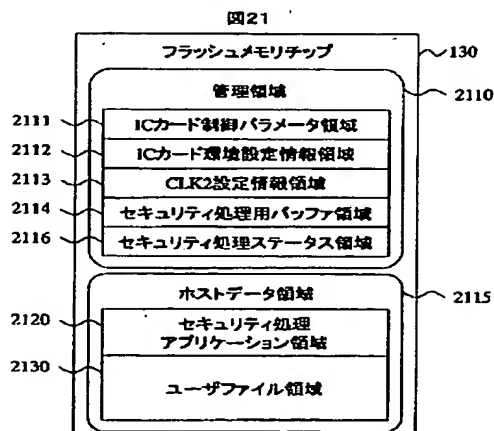 図21
フラッシュメモリチップ
130
管理領域
2110
2111
ICカード制御パラメータ領域
2112
ICカード環境設定情報領域
2113
CLK2設定情報領域
2114
セキュリティ処理用バッファ領域
2116
セキュリティ処理ステータス領域
ホストデータ領域
2115
2120
セキュリティ処理
アプリケーション領域
2130
ユーザファイル領域